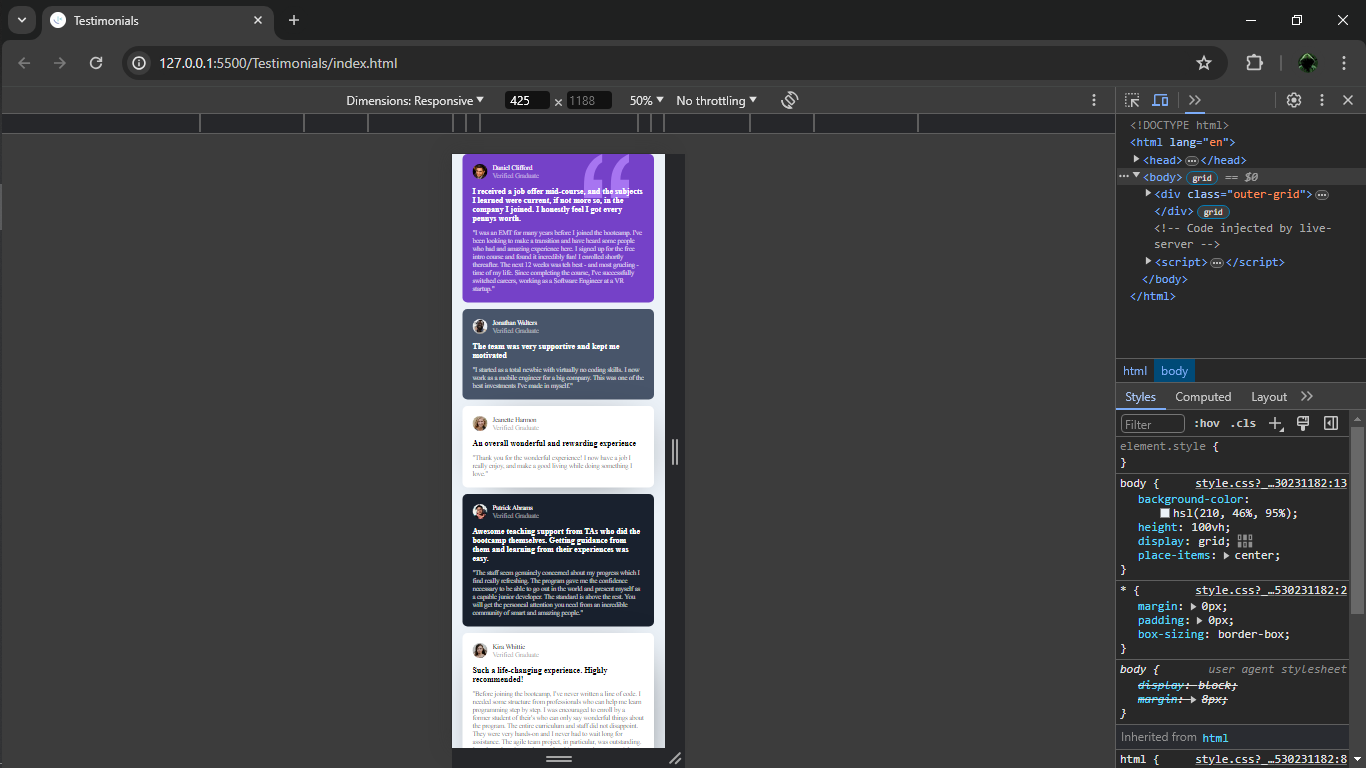 Testimonials
127.0.0.1:5500/Testimonials/index.html
Dimensions: Responsive
425
×
1188
50%
No throttling
Daniel Clifford
Verified Graduate
I received a job offer mid-course, and the subjects
I learned were current, if not more so, in the
company I joined. I honestly feel I got every
pennys worth.
"I was an EMT for many years before I joined the bootcamp. I've
been looking to make a transition and have heard some people
who had and amazing experience here. I signed up for the free
intro course and found it incredibly fun! I enrolled shortly
thereafter. The next 12 weeks was teh best - and most grueling -
time of my life. Since completing the course, I've successfully
switched careers, working as a Software Engineer at a VR
startup."
Jonathan Walters
Verified Graduate
The team was very supportive and kept me
motivated
"I started as a total newbie with virtually no coding skills. I now
work as a mobile engineer for a big company. This was one of the
best investments I've made in myself."
Jeanette Harmon
Verified Graduate
An overall wonderful and rewarding experience
"Thank you for the wonderful experience! I now have a job I
really enjoy, and make a good living while doing something I
love."
Patrick Abrams
Verified Graduate
Awesome teaching support from TAs who did the
bootcamp themselves. Getting guidance from
them and learning from their experiences was
easy.
"The staff seem genuinely concerned about my progress which I
find really refreshing. The program gave me the confidence
necessary to be able to go out in the world and present myself as
a capable junior developer. The standard is above the rest. You
will get the personal attention you need from an incredible
community of smart and amazing people."
Kira Whittle
Verified Graduate
Such a life-changing experience. Highly
recommended!
"Before joining the bootcamp, I've never written a line of code. I
needed some structure from professionals who can help me learn
programming step by step. I was encouraged to enroll by a
former student of their's who can only say wonderful things about
the program. The entire curriculum and staff did not disappoint.
They were very hands-on and I never had to wait long for
assistance. The agile team project, in particular, was outstanding.
<!DOCTYPE html>
<html lang="en">
<head> </head>
<body> grid == $0
<div class="outer-grid">
</div> grid
<!-- Code injected by live-
server -->
<script> </script>
</body>
</html>
html body
Styles Computed Layout
Filter :hov .cls
element.style {
}
body { style.css?_…30231182:13
background-color:
hsl(210, 46%, 95%);
height: 100vh;
display: grid;
place-items: center;
}
* { style.css?_…530231182:2
margin: 0px;
padding: 0px;
box-sizing: border-box;
}
body { user agent stylesheet
display: block;
margin: 8px;
}
Inherited from html
html { style.css?_…530231182:8